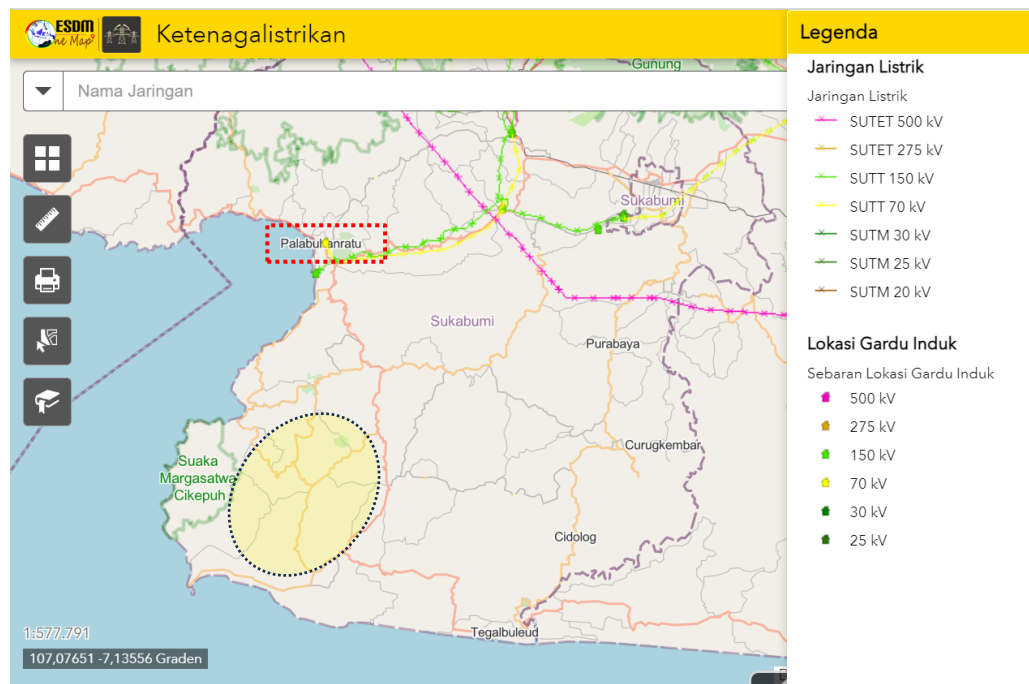 ESDM
One Map
Ketenagalistrikan
Legenda
Gunung
Nama Jaringan
Sukabumi
Palabuhanratu
Sukabumi
Purabaya
Curugkembar
Suaka
Margasatwa
Cikepuh
Cidolog
Tegalbuleud
1:577.791
107,07651 -7,13556 Graden
Jaringan Listrik
Jaringan Listrik
SUTET 500 kV
SUTET 275 kV
SUTT 150 kV
SUTT 70 kV
SUTM 30 kV
SUTM 25 kV
SUTM 20 kV
Lokasi Gardu Induk
Sebaran Lokasi Gardu Induk
500 kV
275 kV
150 kV
70 kV
30 kV
25 kV